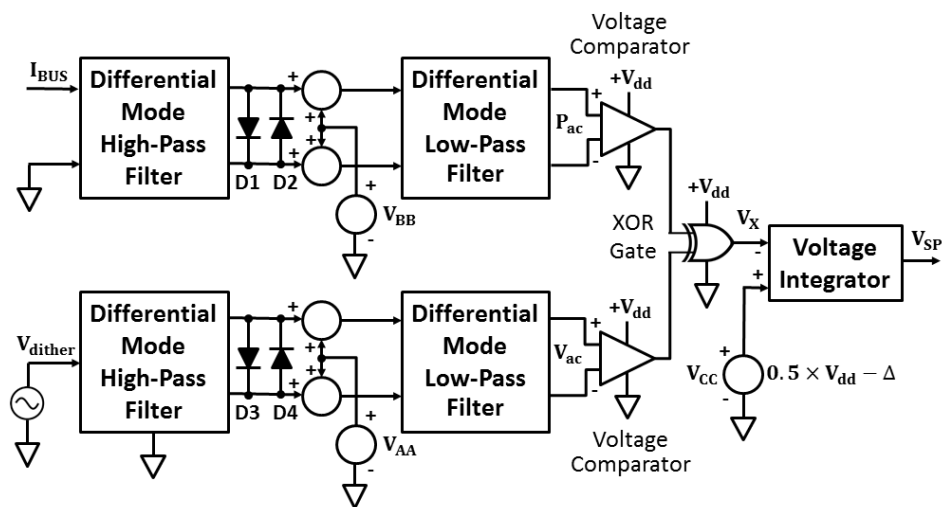 Voltage
Comparator
I_BUS
Differential
Mode
High-Pass
Filter
D1
D2
+
+
+
+
+
-
V_BB
Differential
Mode
Low-Pass
Filter
P_ac
+
-
+V_dd
XOR
Gate
+V_dd
V_X
-
+
Voltage
Integrator
V_SP
V_dither
Differential
Mode
High-Pass
Filter
D3
D4
+
+
+
+
+
-
V_AA
Differential
Mode
Low-Pass
Filter
V_ac
+
-
+V_dd
Voltage
Comparator
V_CC
+
-
0.5 × V_dd − Δ